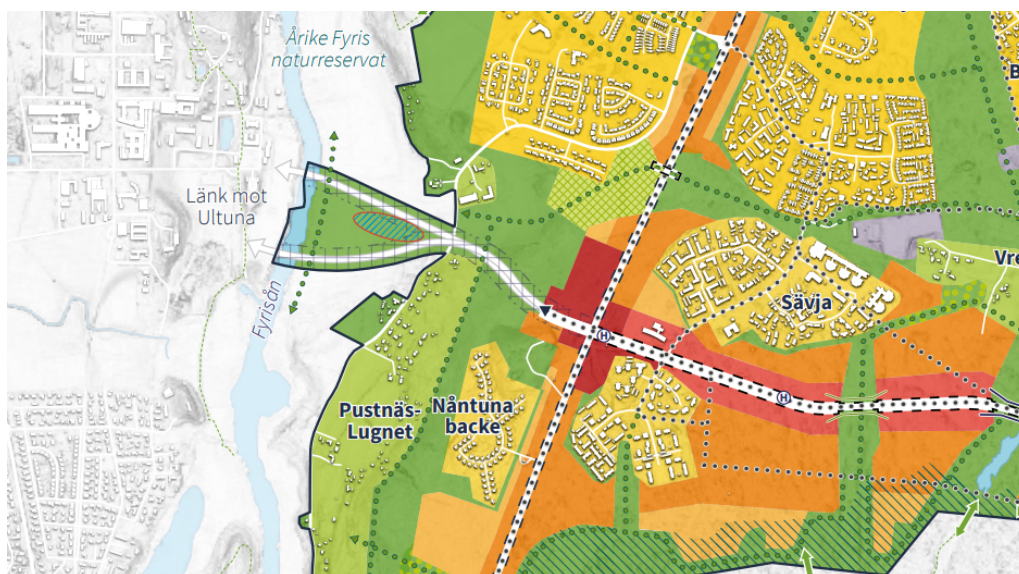 Årike Fyris
naturreservat
Länk mot
Ultuna
Fyrisån
Sävja
Vre
B
H
H
Pustnäs-
Lugnet
Nåntuna
backe